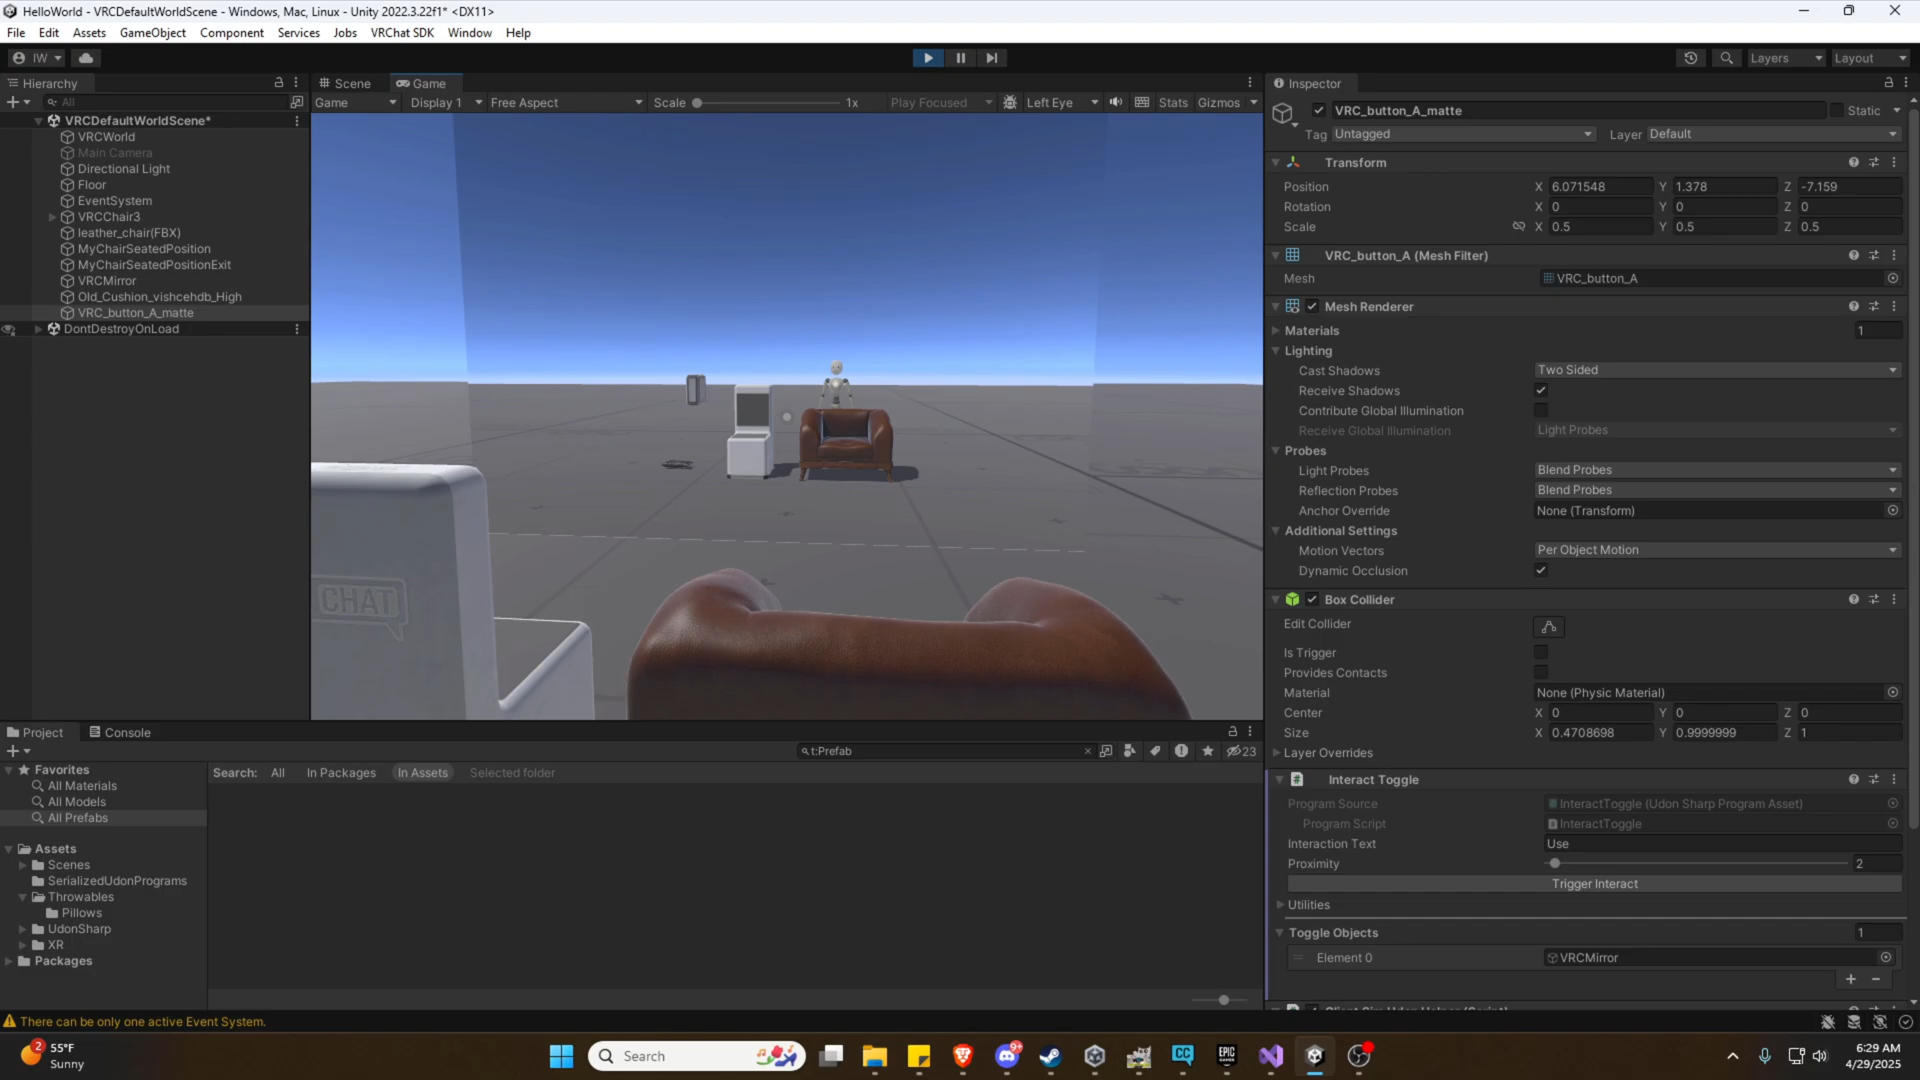 HelloWorld - VRCDefaultWorldScene - Windows, Mac, Linux - Unity 2022.3.22f1* <DX11>
File Edit Assets GameObject Component Services Jobs VRChat SDK Window Help
IW Layers Layout
Hierarchy
All
VRCDefaultWorldScene*
VRCWorld
Main Camera
Directional Light
Floor
EventSystem
VRCChair3
leather_chair(FBX)
MyChairSeatedPosition
MyChairSeatedPositionExit
VRCMirror
Old_Cushion_vishcehdb_High
VRC_button_A_matte
DontDestroyOnLoad
Scene Game
Game Display 1 Free Aspect Scale 1x Play Focused Left Eye Stats Gizmos
CHAT
Inspector
VRC_button_A_matte Static
Tag Untagged Layer Default
Transform
Position X 6.071548 Y 1.378 Z -7.159
Rotation X 0 Y 0 Z 0
Scale X 0.5 Y 0.5 Z 0.5
VRC_button_A (Mesh Filter)
Mesh VRC_button_A
Mesh Renderer
Materials 1
Lighting
Cast Shadows Two Sided
Receive Shadows
Contribute Global Illumination
Receive Global Illumination Light Probes
Probes
Light Probes Blend Probes
Reflection Probes Blend Probes
Anchor Override None (Transform)
Additional Settings
Motion Vectors Per Object Motion
Dynamic Occlusion
Box Collider
Edit Collider
Is Trigger
Provides Contacts
Material None (Physic Material)
Center X 0 Y 0 Z 0
Size X 0.4708698 Y 0.9999999 Z 1
Layer Overrides
Interact Toggle
Program Source InteractToggle (Udon Sharp Program Asset)
Program Script InteractToggle
Interaction Text Use
Proximity 2
Trigger Interact
Utilities
Toggle Objects 1
Element 0 VRCMirror
Project Console
t:Prefab 23
Search: All In Packages In Assets Selected folder
Favorites
All Materials
All Models
All Prefabs
Assets
Scenes
SerializedUdonPrograms
Throwables
Pillows
UdonSharp
XR
Packages
There can be only one active Event System.
2 55°F
Sunny
Search
9+
CC
EPIC
6:29 AM
4/29/2025